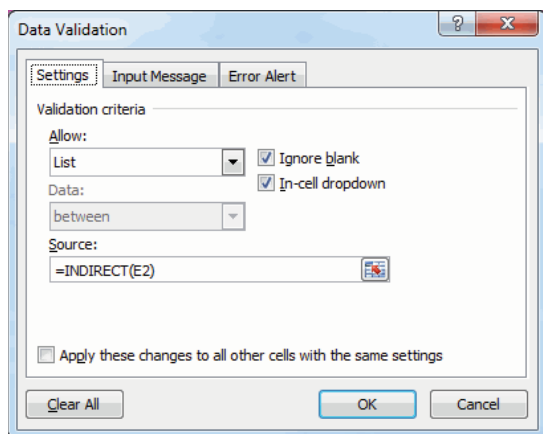 Data Validation
Settings Input Message Error Alert
Validation criteria
Allow:
List
Ignore blank
Data:
In-cell dropdown
between
Source:
=INDIRECT(E2)
Apply these changes to all other cells with the same settings
Clear All OK Cancel